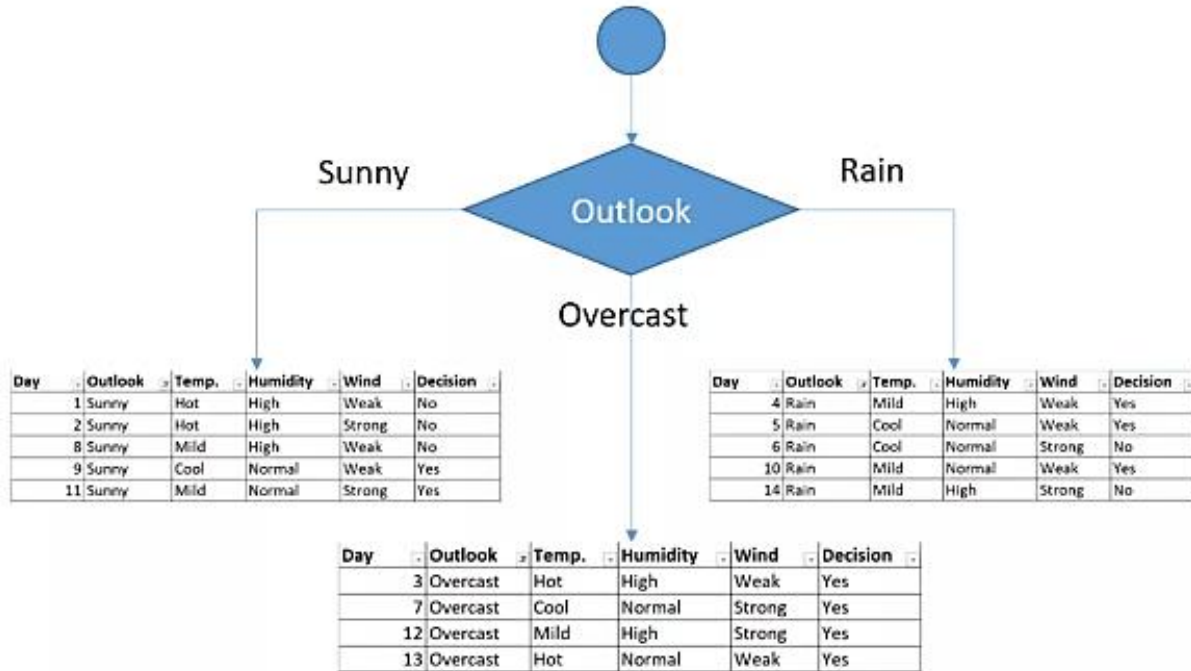 Sunny
Rain
Outlook
Overcast
Day Outlook Temp. Humidity Wind Decision
1 Sunny Hot High Weak No
2 Sunny Hot High Strong No
8 Sunny Mild High Weak No
9 Sunny Cool Normal Weak Yes
11 Sunny Mild Normal Strong Yes
Day Outlook Temp. Humidity Wind Decision
4 Rain Mild High Weak Yes
5 Rain Cool Normal Weak Yes
6 Rain Cool Normal Strong No
10 Rain Mild Normal Weak Yes
14 Rain Mild High Strong No
Day Outlook Temp. Humidity Wind Decision
3 Overcast Hot High Weak Yes
7 Overcast Cool Normal Strong Yes
12 Overcast Mild High Strong Yes
13 Overcast Hot Normal Weak Yes